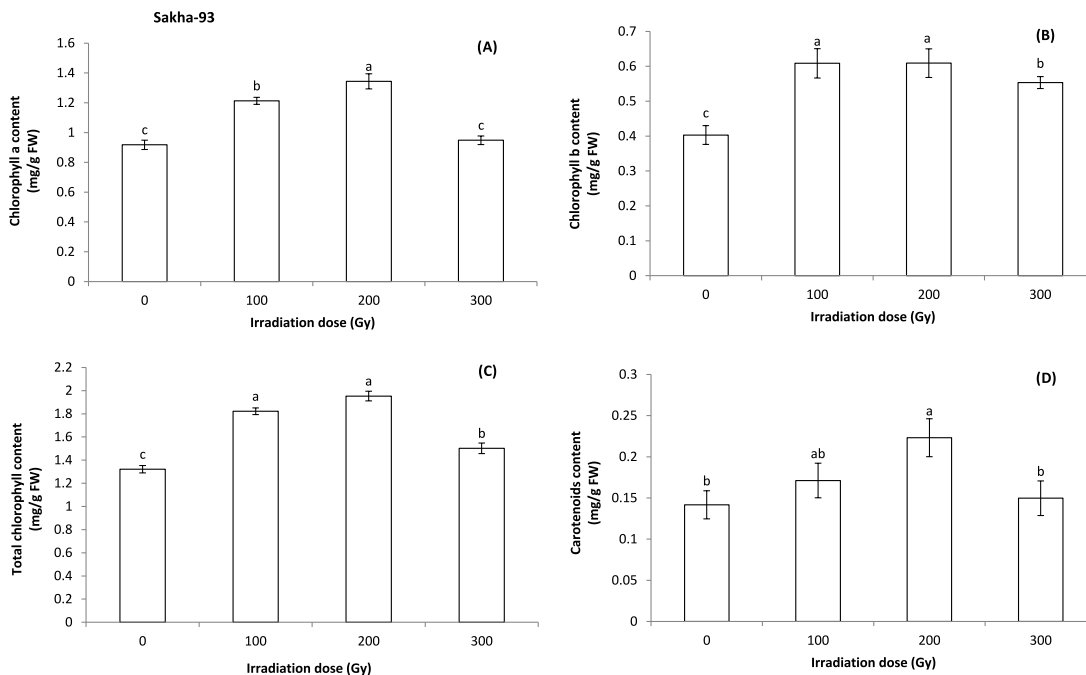 Sakha-93
(A)
Chlorophyll a content
(mg/g FW)
1.6
1.4
1.2
1
0.8
0.6
0.4
0.2
0
c
b
a
c
0 100 200 300
Irradiation dose (Gy)
(B)
Chlorophyll b content
(mg/g FW)
0.7
0.6
0.5
0.4
0.3
0.2
0.1
0
c
a
a
b
0 100 200 300
Irradiation dose (Gy)
(C)
Total chlorophyll content
(mg/g FW)
2.2
2
1.8
1.6
1.4
1.2
1
0.8
0.6
0.4
0.2
0
c
a
a
b
0 100 200 300
Irradiation dose (Gy)
(D)
Carotenoids content
(mg/g FW)
0.3
0.25
0.2
0.15
0.1
0.05
0
b
ab
a
b
0 100 200 300
Irradiation dose (Gy)